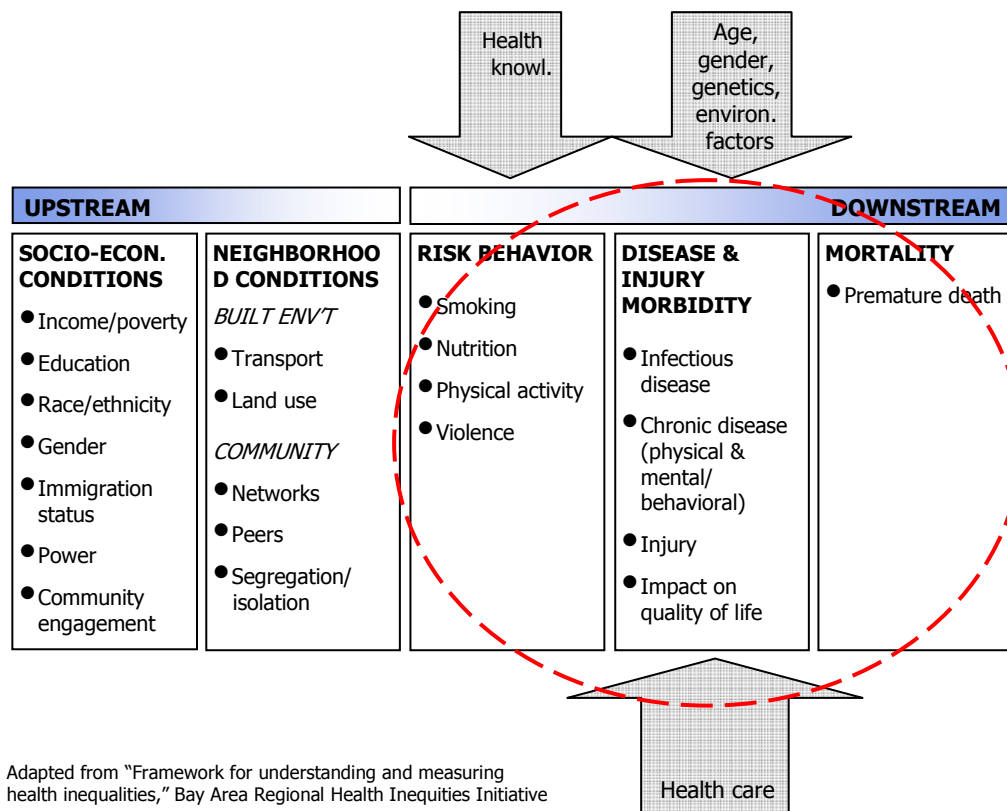 Health
knowl.
Age,
gender,
genetics,
environ.
factors
UPSTREAM
DOWNSTREAM
SOCIO-ECON.
CONDITIONS
● Income/poverty
● Education
● Race/ethnicity
● Gender
● Immigration
status
● Power
● Community
engagement
NEIGHBORHOO
D CONDITIONS
BUILT ENV'T
● Transport
● Land use
COMMUNITY
● Networks
● Peers
● Segregation/
isolation
RISK BEHAVIOR
● Smoking
● Nutrition
● Physical activity
● Violence
DISEASE &
INJURY
MORBIDITY
● Infectious
disease
● Chronic disease
(physical &
mental/
behavioral)
● Injury
● Impact on
quality of life
MORTALITY
● Premature death
Health care
Adapted from “Framework for understanding and measuring
health inequalities,” Bay Area Regional Health Inequities Initiative